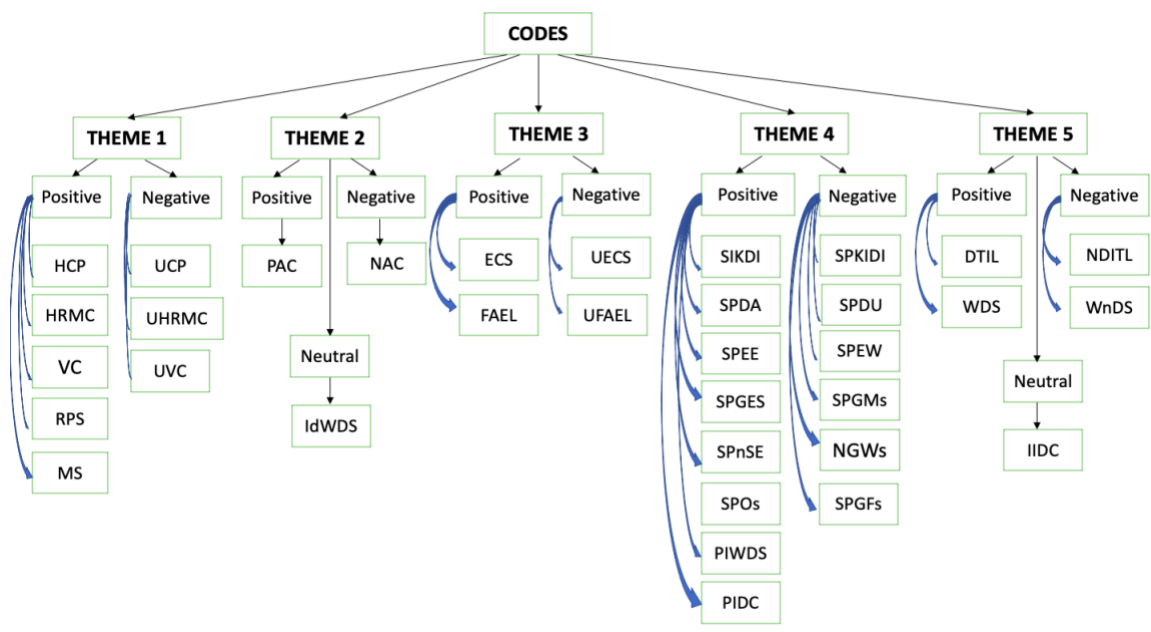 CODES
THEME 1
THEME 2
THEME 3
THEME 4
THEME 5
Positive
Negative
HCP
HRMC
VC
RPS
MS
UCP
UHRMC
UVC
Positive
Negative
PAC
NAC
Neutral
IdWDS
Positive
Negative
ECS
FAEL
UECS
UFAEL
Positive
Negative
SIKDI
SPDA
SPEE
SPGES
SPnSE
SPOs
PIWDS
PIDC
SPKIDI
SPDU
SPEW
SPGMs
NGWs
SPGFs
Positive
Negative
DTIL
WDS
NDITL
WnDS
Neutral
IIDC